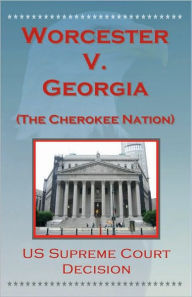 Worcester
V.
Georgia
(The Cherokee Nation)
US Supreme Court
Decision